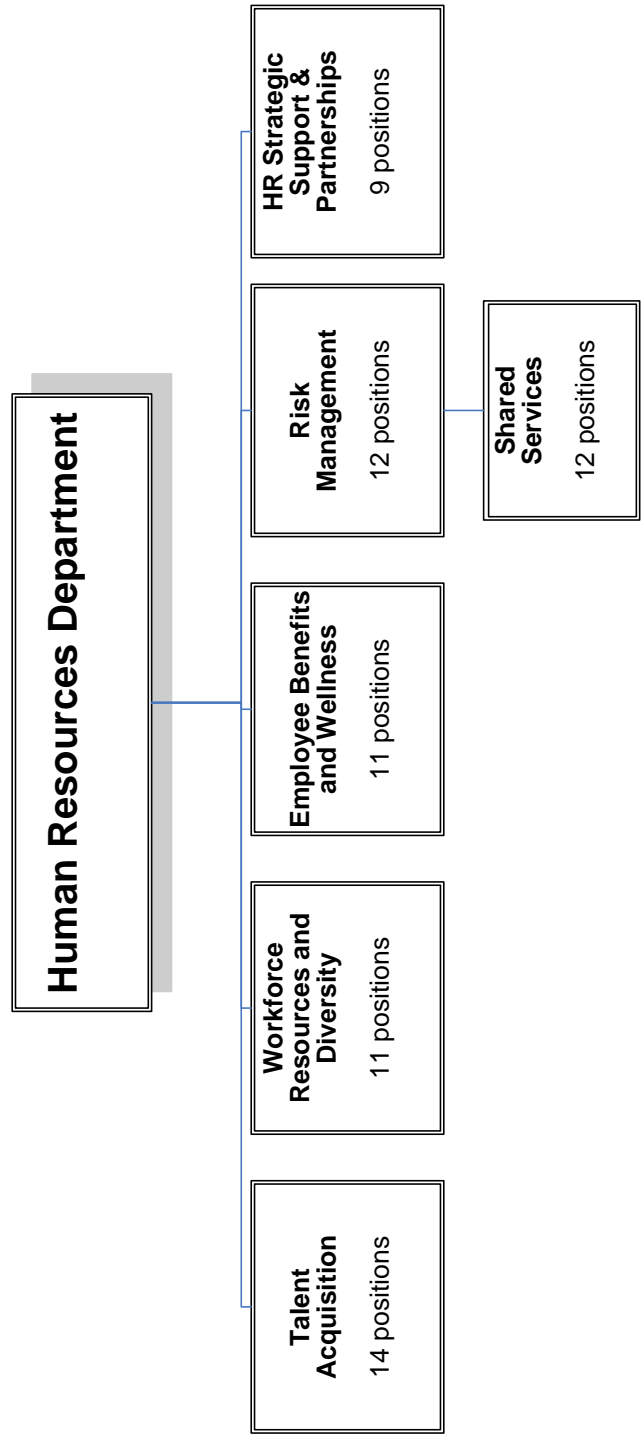 Human Resources Department
Talent
Acquisition
14 positions
Workforce
Resources and
Diversity
11 positions
Employee Benefits
and Wellness
11 positions
Risk
Management
12 positions
HR Strategic
Support &
Partnerships
9 positions
Shared
Services
12 positions